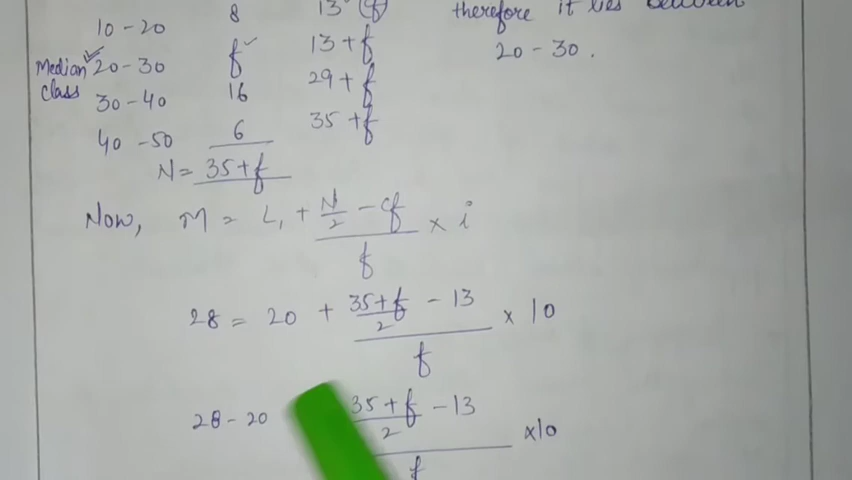 8 13 cf therefore it lies between
10-20
f 13+f 20-30.
Median 20-30
class 16 29+f
30-40
40-50 6 35+f
N= 35+f
Now, M = L₁ + N/2 - cf / f × i
28 = 20 + 35+f/2 - 13 / f × 10
28-20 35+f/2 - 13 / f ×10